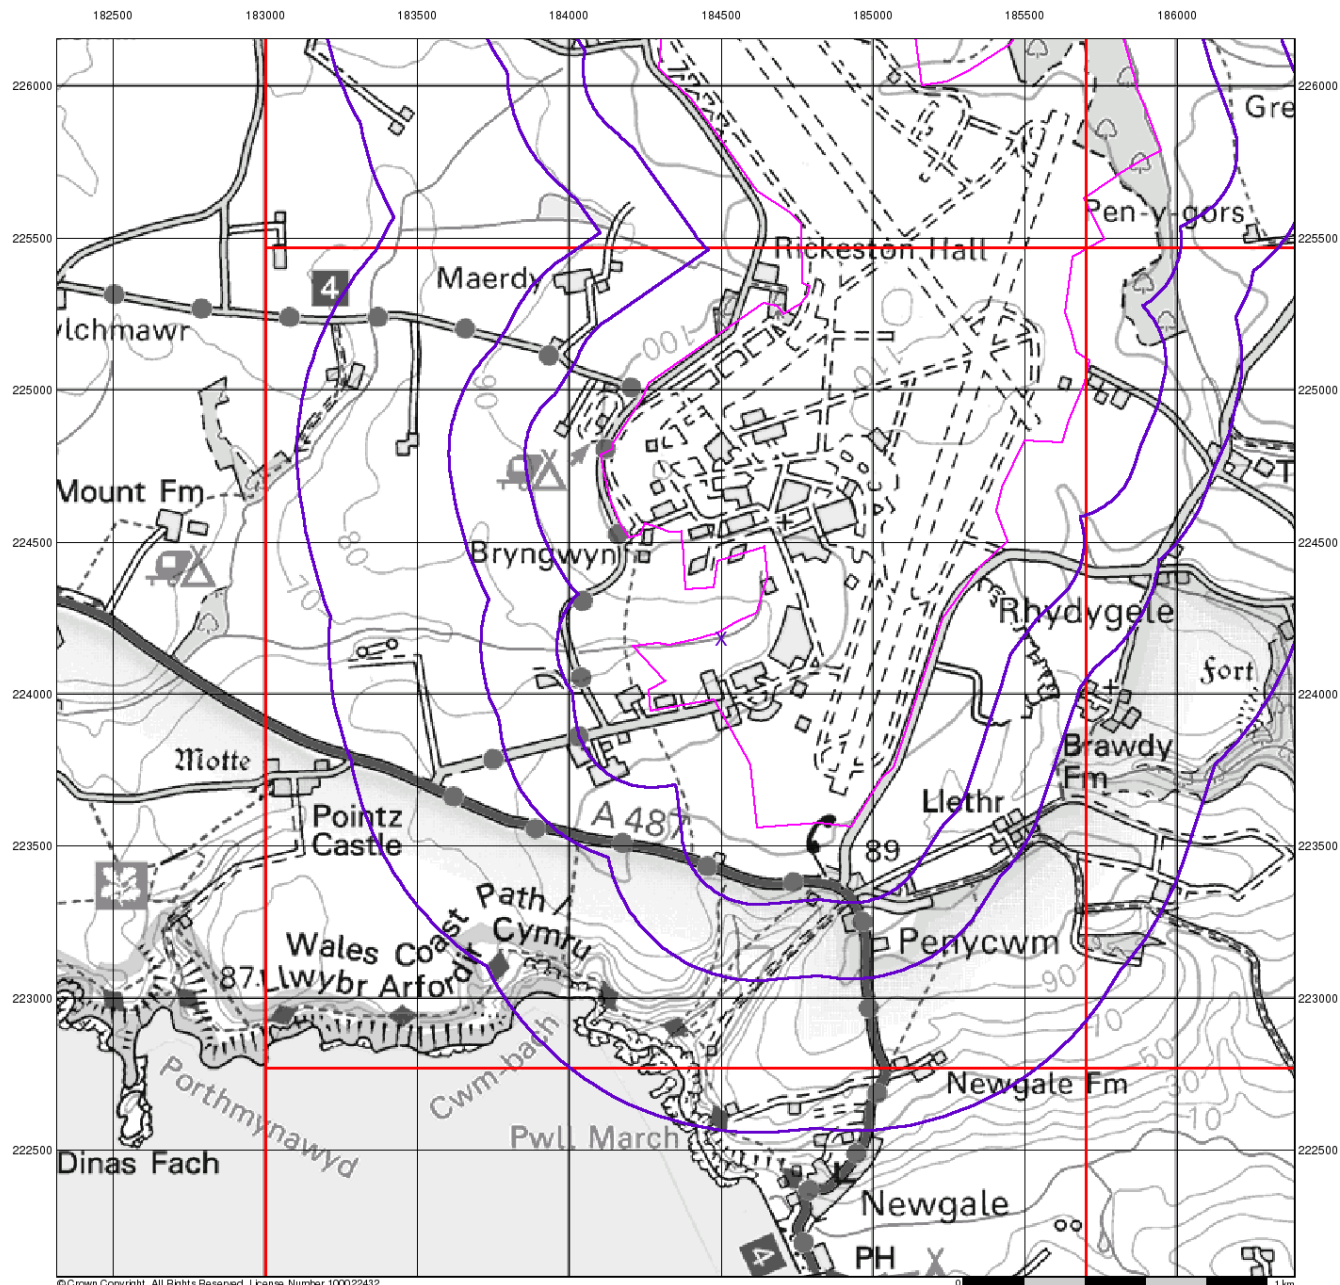 182500 183000 183500 184000 184500 185000 185500 186000
226000 226000
Gre
Pen-y-gors
225500 225500
Rickeston Hall
Maerdy
4
ylchmawr
100
110
225000 225000
90
Mount Fm
T
80
224500 224500
Bryngwyn
70
Rhydygele
Fort
224000 224000
Motte
Brawdy
Fm
Llethr
Pointz
Castle
A 487
89
223500 223500
Path /
Cymru
Wales Coast
Llwybr Arfordir
87
Penycwm
90
223000 223000
70
50
30
10
Porthmynawyd
Cwm-bach
Newgale Fm
Pwll March
Dinas Fach
222500 222500
Newgale
4
PH
© Crown Copyright. All Rights Reserved. License Number 100022432
0 1 km